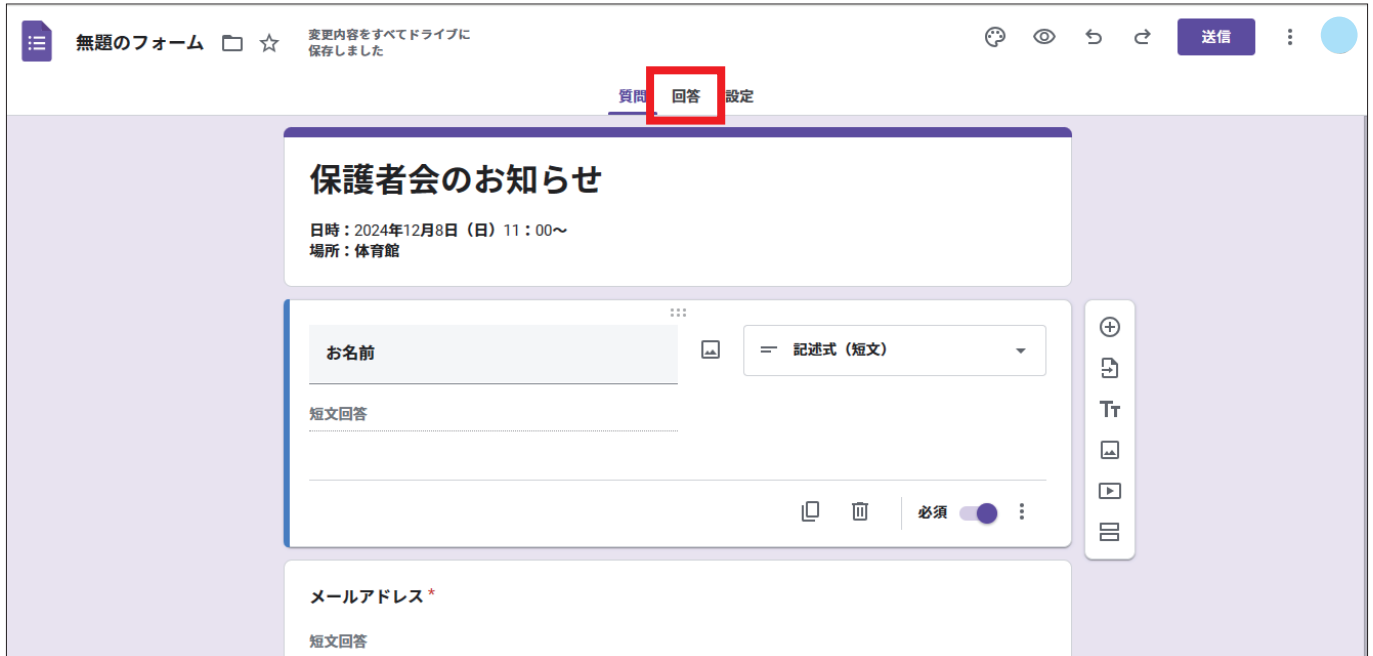 無題のフォーム
変更内容をすべてドライブに
保存しました
送信
質問 回答 設定
保護者会のお知らせ
日時：2024年12月8日（日）11：00～
場所：体育館
お名前
記述式（短文）
短文回答
必須
メールアドレス *
短文回答